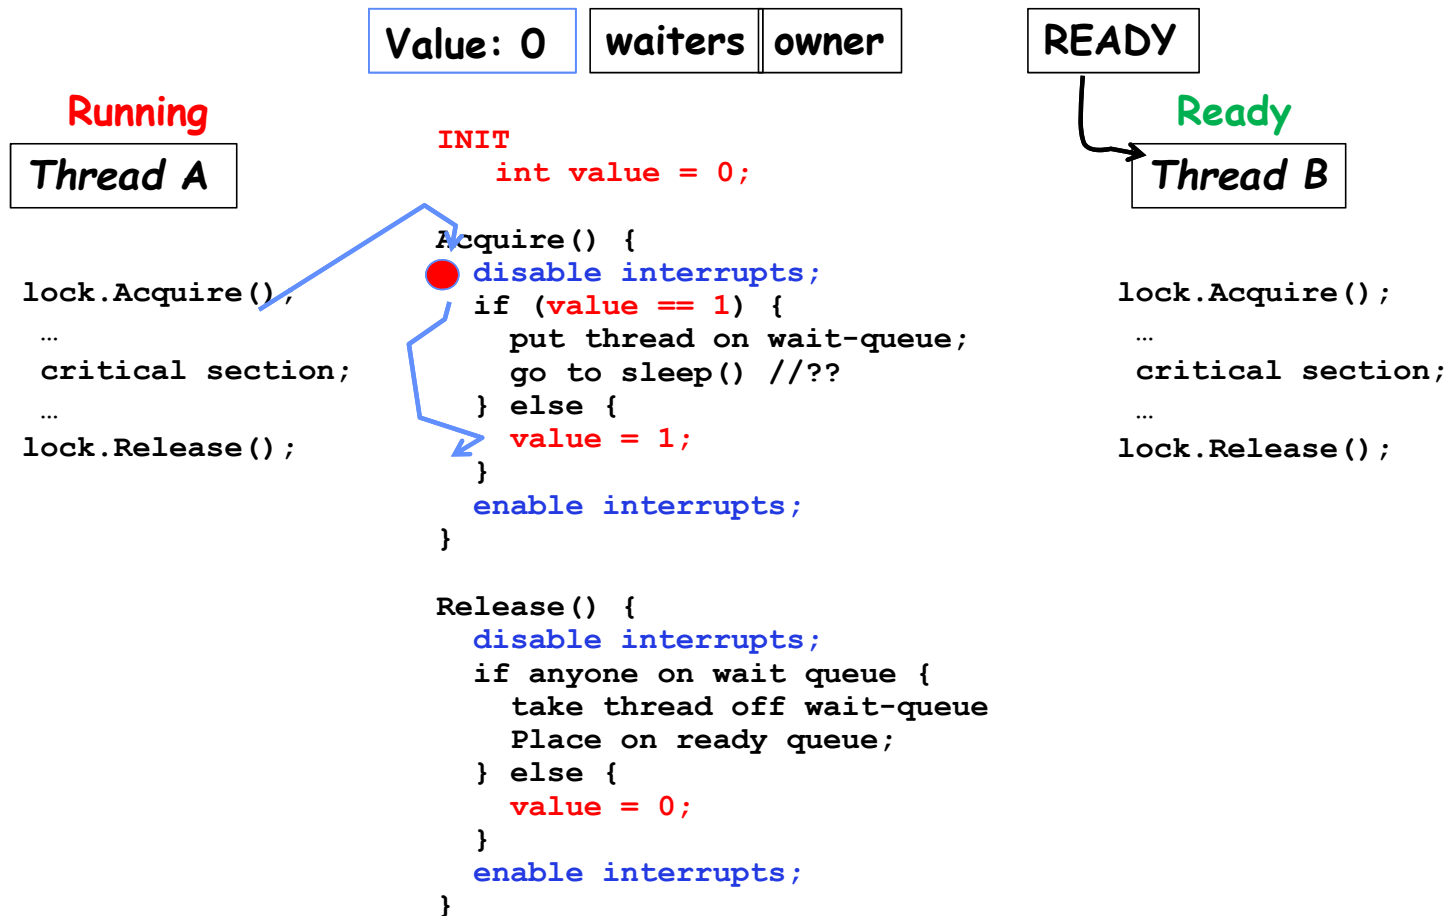 Value: 0 waiters owner READY
Running
Ready
Thread A
Thread B
INIT
int value = 0;
Acquire() {
disable interrupts;
if (value == 1) {
put thread on wait-queue;
go to sleep() //??
} else {
value = 1;
}
enable interrupts;
}
Release() {
disable interrupts;
if anyone on wait queue {
take thread off wait-queue
Place on ready queue;
} else {
value = 0;
}
enable interrupts;
}
lock.Acquire();
…
critical section;
…
lock.Release();
lock.Acquire();
…
critical section;
…
lock.Release();